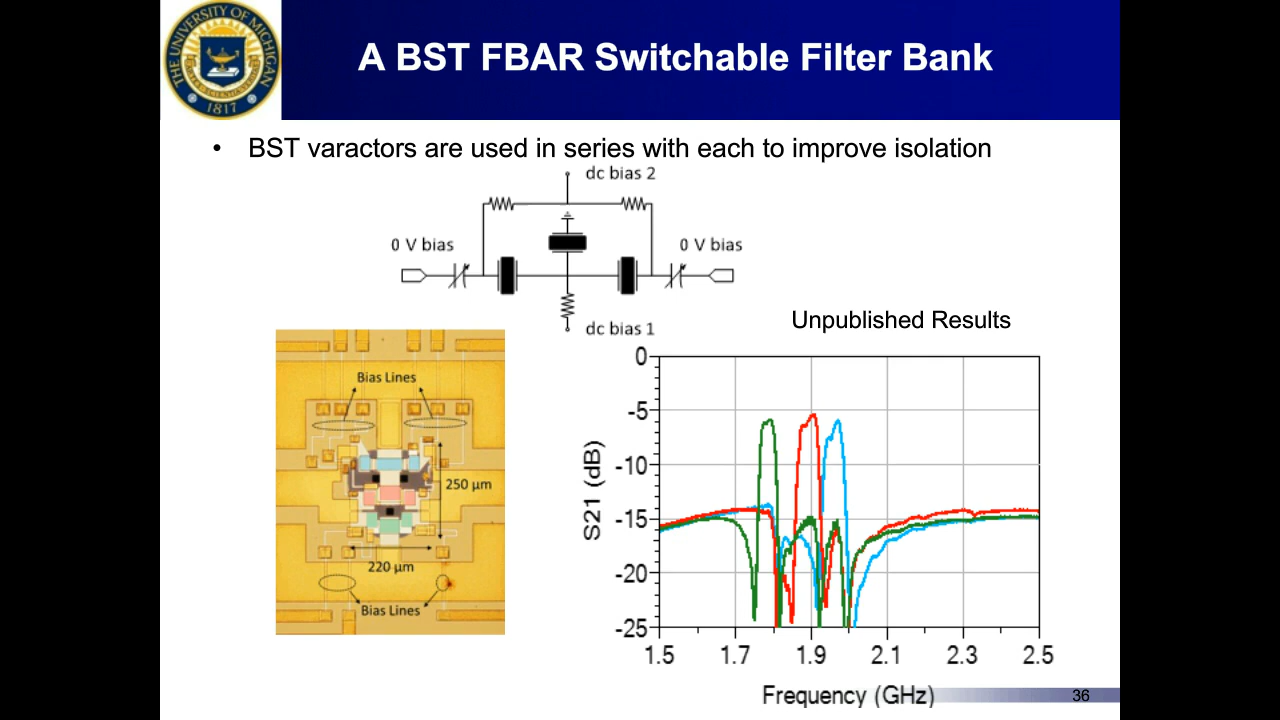 THE UNIVERSITY OF MICHIGAN
1817
A BST FBAR Switchable Filter Bank
• BST varactors are used in series with each to improve isolation
dc bias 2
0 V bias
0 V bias
dc bias 1
Unpublished Results
Bias Lines
250 µm
220 µm
Bias Lines
S21 (dB)
0
-5
-10
-15
-20
-25
1.5 1.7 1.9 2.1 2.3 2.5
Frequency (GHz)
36